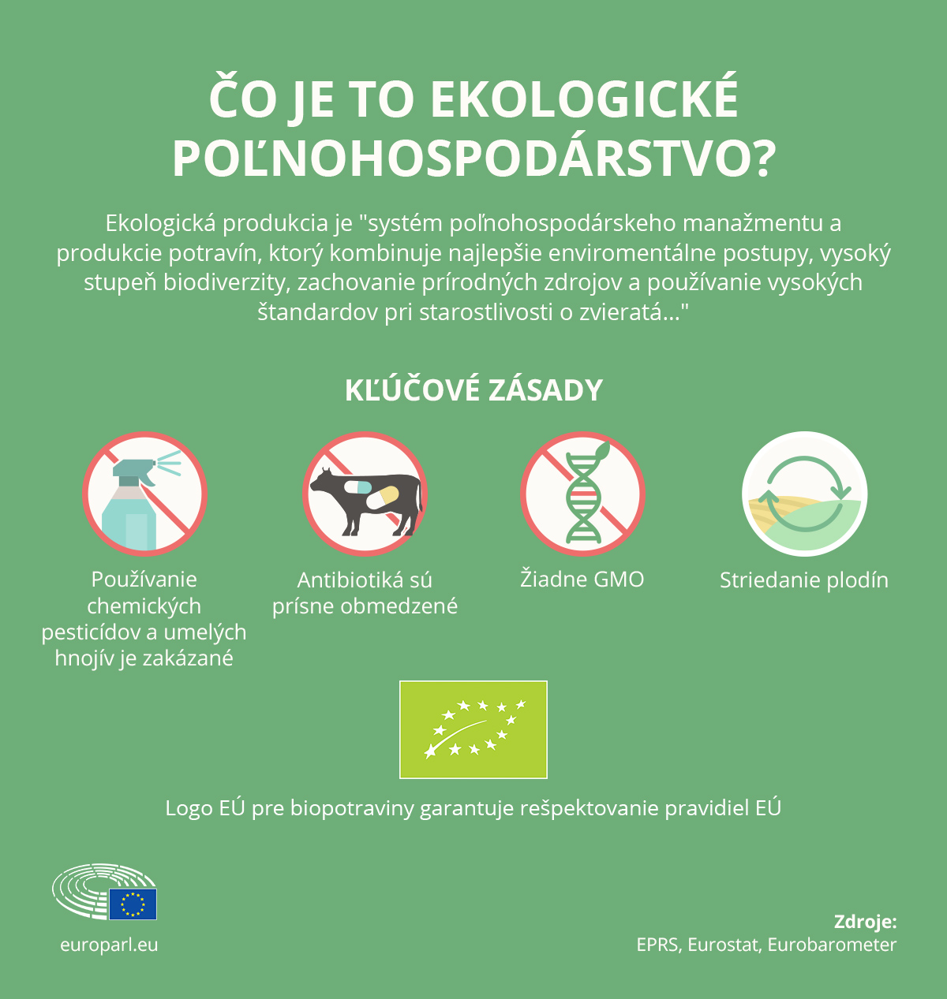 ČO JE TO EKOLOGICKÉ
POĽNOHOSPODÁRSTVO?
Ekologická produkcia je "systém poľnohospodárskeho manažmentu a
produkcie potravín, ktorý kombinuje najlepšie enviromentálne postupy, vysoký
stupeň biodiverzity, zachovanie prírodných zdrojov a používanie vysokých
štandardov pri starostlivosti o zvieratá..."
KĽÚČOVÉ ZÁSADY
Používanie
chemických
pesticídov a umelých
hnojív je zakázané
Antibiotiká sú
prísne obmedzené
Žiadne GMO
Striedanie plodín
Logo EÚ pre biopotraviny garantuje rešpektovanie pravidiel EÚ
europarl.eu
Zdroje:
EPRS, Eurostat, Eurobarometer